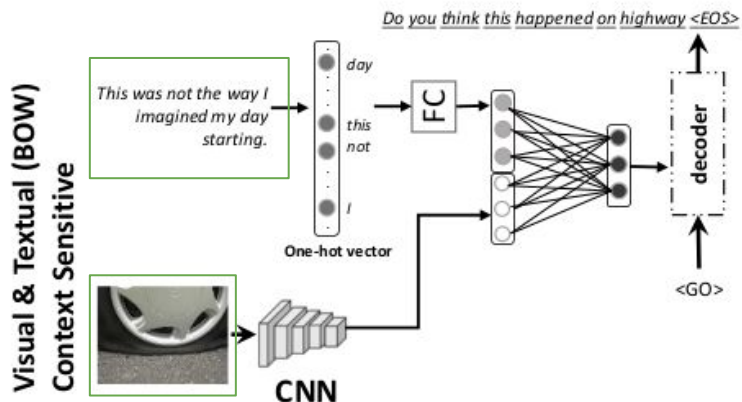 Do you think this happened on highway <EOS>
Visual & Textual (BOW)
Context Sensitive
This was not the way I
imagined my day
starting.
day
this
not
I
One-hot vector
FC
decoder
<GO>
CNN